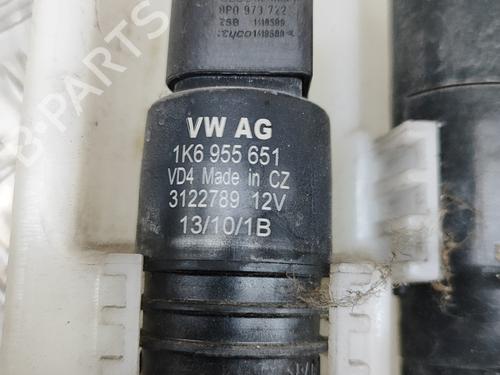 8P0 973 722
VW AG
1K6 955 651
VD4 Made in CZ
3122789 12V
13/10/1B
B-PARTS